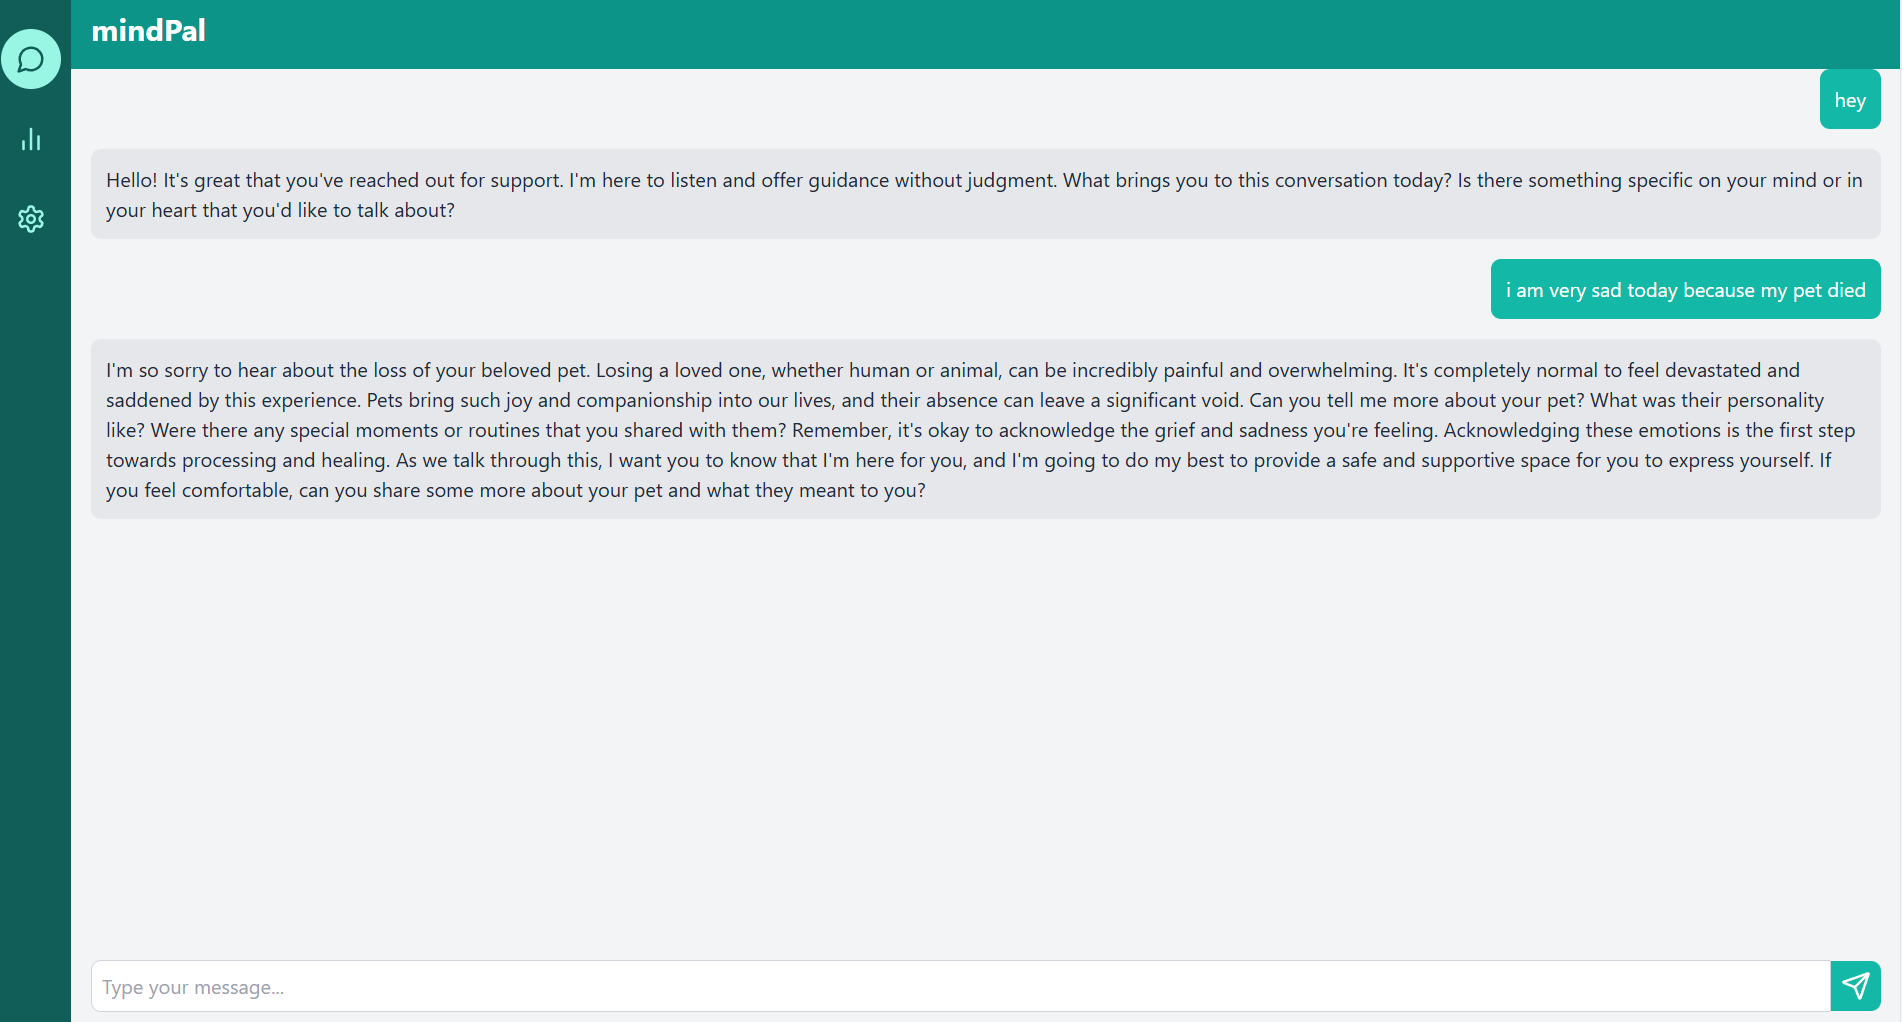 mindPal
hey
Hello! It's great that you've reached out for support. I'm here to listen and offer guidance without judgment. What brings you to this conversation today? Is there something specific on your mind or in
your heart that you'd like to talk about?
i am very sad today because my pet died
I'm so sorry to hear about the loss of your beloved pet. Losing a loved one, whether human or animal, can be incredibly painful and overwhelming. It's completely normal to feel devastated and
saddened by this experience. Pets bring such joy and companionship into our lives, and their absence can leave a significant void. Can you tell me more about your pet? What was their personality
like? Were there any special moments or routines that you shared with them? Remember, it's okay to acknowledge the grief and sadness you're feeling. Acknowledging these emotions is the first step
towards processing and healing. As we talk through this, I want you to know that I'm here for you, and I'm going to do my best to provide a safe and supportive space for you to express yourself. If
you feel comfortable, can you share some more about your pet and what they meant to you?
Type your message...